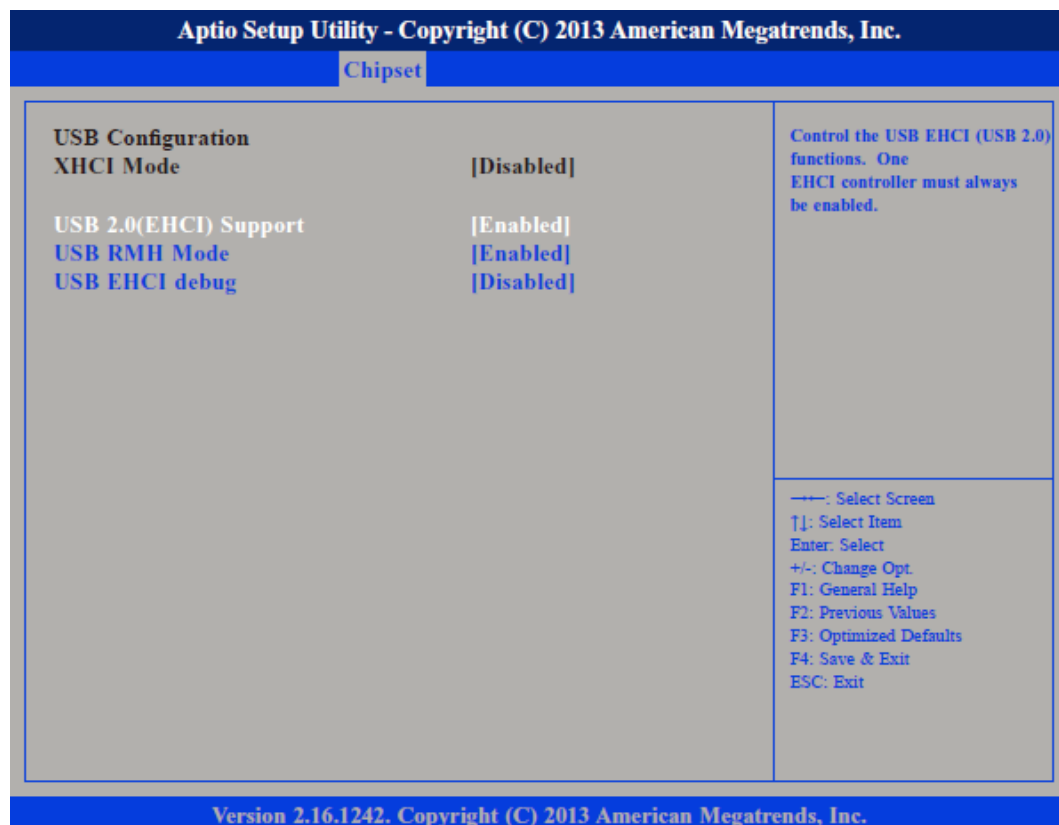 Aptio Setup Utility - Copyright (C) 2013 American Megatrends, Inc.
Chipset
USB Configuration
XHCI Mode [Disabled]
USB 2.0(EHCI) Support [Enabled]
USB RMH Mode [Enabled]
USB EHCI debug [Disabled]
Control the USB EHCI (USB 2.0)
functions. One
EHCI controller must always
be enabled.
→←: Select Screen
↑↓: Select Item
Enter: Select
+/-: Change Opt.
F1: General Help
F2: Previous Values
F3: Optimized Defaults
F4: Save & Exit
ESC: Exit
Version 2.16.1242. Copyright (C) 2013 American Megatrends, Inc.